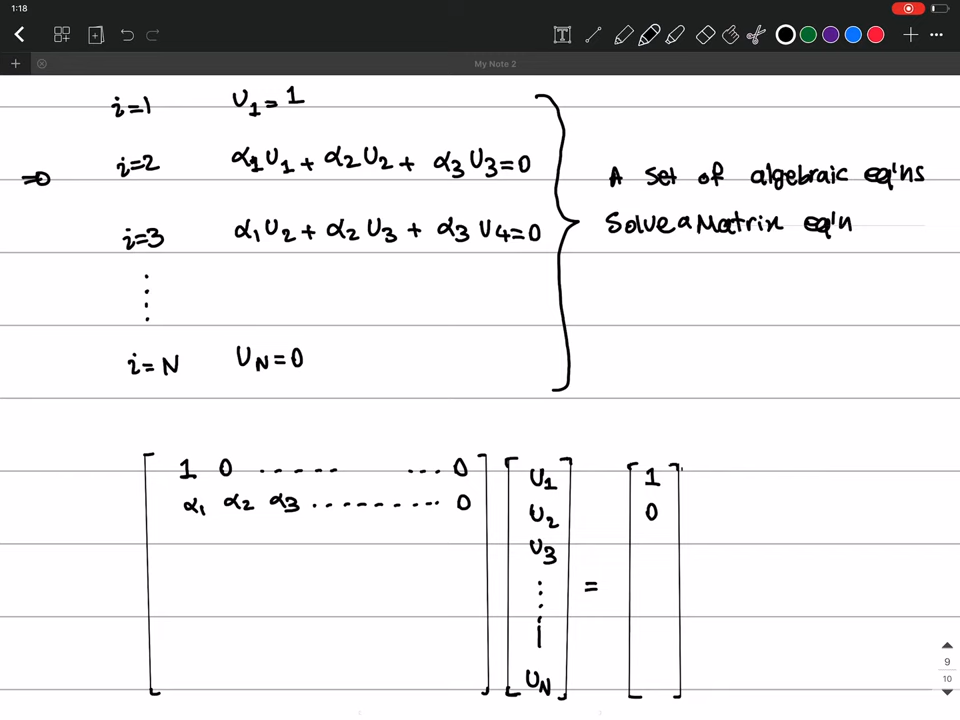 1:18
My Note 2
i=1 U₁ = 1
⇒ i=2 α₁U₁ + α₂U₂ + α₃U₃=0
A set of algebraic eq'ns
i=3 α₁U₂ + α₂U₃ + α₃U₄=0
Solve a Matrix eq'n
⋮
i=N U_N=0
1 0 ..... ...0 U₁ 1
α₁ α₂ α₃ ........... 0 U₂ 0
U₃
⋮ =
U_N
9
10